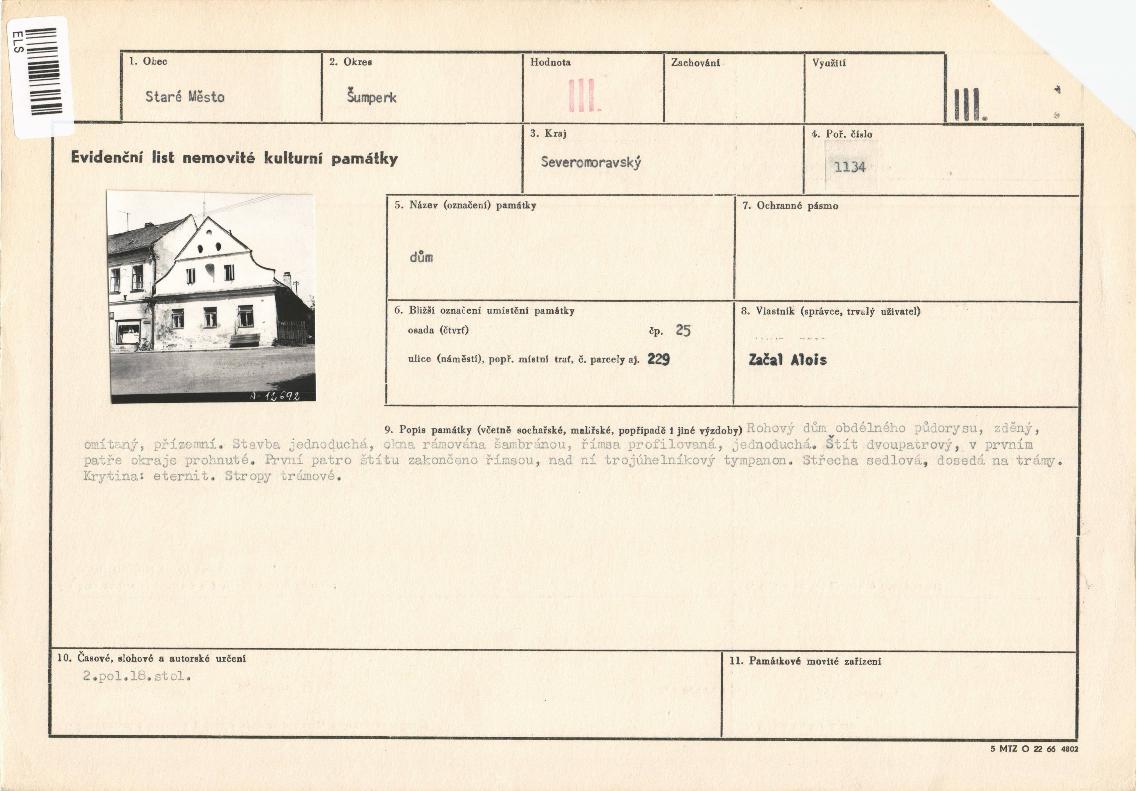 ELS
1. Obec
Staré Město
2. Okres
Šumperk
Hodnota
III.
Zachování
Využití
III.
Evidenční list nemovité kulturní památky
3. Kraj
Severomoravský
4. Poř. číslo
1134
5. Název (označení) památky
dům
7. Ochranné pásmo
6. Bližší označení umístění památky
osada (čtvrť) čp. 25
ulice (náměstí), popř. místní trať, č. parcely aj. 229
8. Vlastník (správce, trvalý uživatel)
Začal Alois
A-12692
9. Popis památky (včetně sochařské, malířské, popřípadě i jiné výzdoby) Rohový dům obdélného půdorysu, zděný,
omítaný, přízemní. Stavba jednoduchá, okna rámována šambránou, římsa profilovaná, jednoduchá. Štít dvoupatrový, v prvním
patře okraje prohnuté. První patro štítu zakončeno římsou, nad ní trojúhelníkový tympanon. Střecha sedlová, dosedá na trámy.
Krytina: eternit. Stropy trámové.
10. Časové, slohové a autorské určení
2.pol.18.stol.
11. Památkové movité zařízení
5 MTZ O 22 66 4802